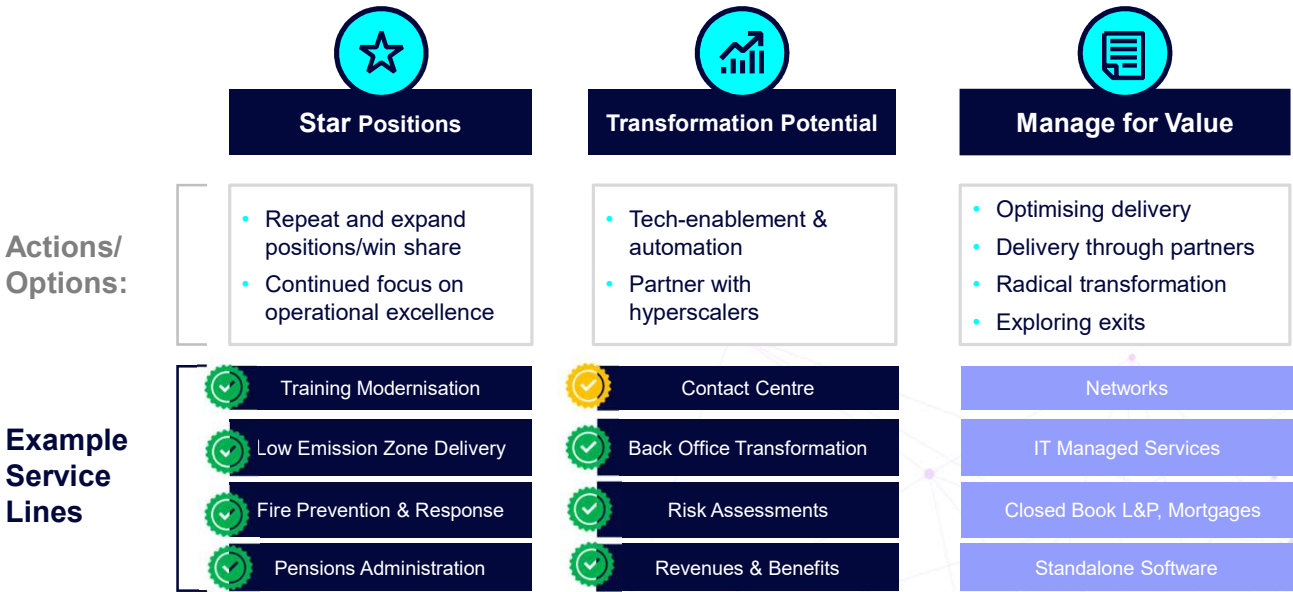 Star Positions
Transformation Potential
Manage for Value
Actions/
Options:
• Repeat and expand
positions/win share
• Continued focus on
operational excellence
• Tech-enablement &
automation
• Partner with
hyperscalers
• Optimising delivery
• Delivery through partners
• Radical transformation
• Exploring exits
Example
Service
Lines
Training Modernisation
Low Emission Zone Delivery
Fire Prevention & Response
Pensions Administration
Contact Centre
Back Office Transformation
Risk Assessments
Revenues & Benefits
Networks
IT Managed Services
Closed Book L&P, Mortgages
Standalone Software